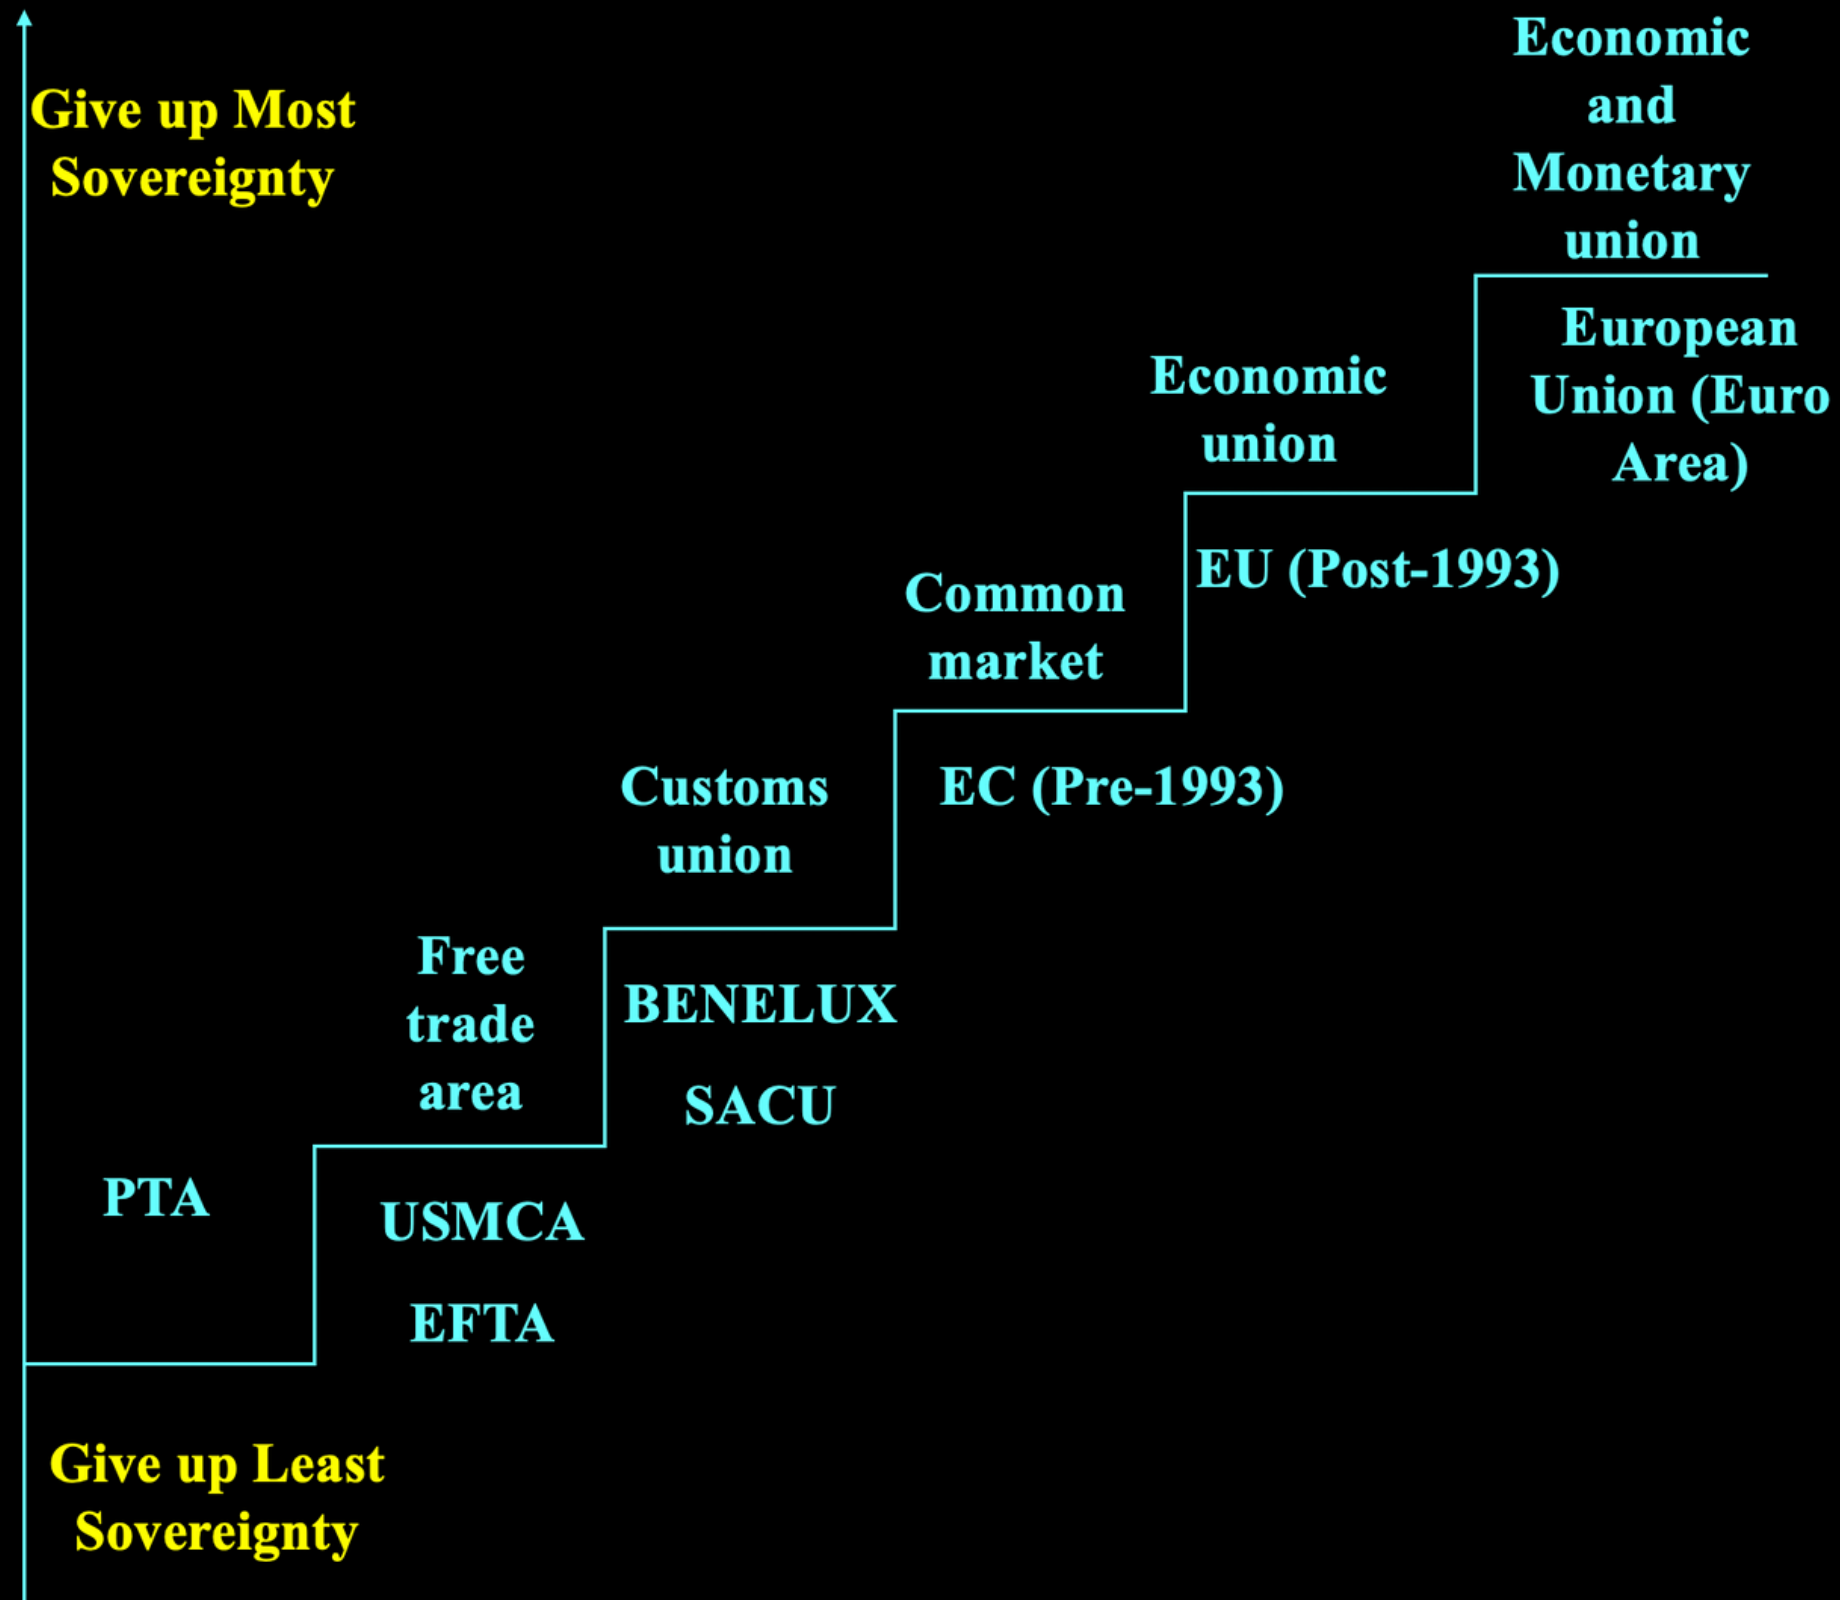 Give up Most
Sovereignty
Economic
and
Monetary
union
European
Union (Euro
Area)
Economic
union
EU (Post-1993)
Common
market
EC (Pre-1993)
Customs
union
BENELUX
SACU
Free
trade
area
USMCA
EFTA
PTA
Give up Least
Sovereignty